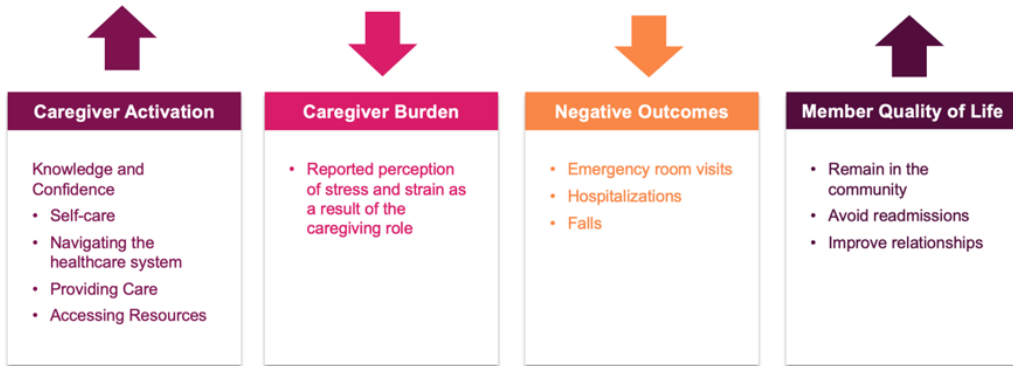 Caregiver Activation
Knowledge and
Confidence
• Self-care
• Navigating the
healthcare system
• Providing Care
• Accessing Resources
Caregiver Burden
• Reported perception
of stress and strain as
a result of the
caregiving role
Negative Outcomes
• Emergency room visits
• Hospitalizations
• Falls
Member Quality of Life
• Remain in the
community
• Avoid readmissions
• Improve relationships